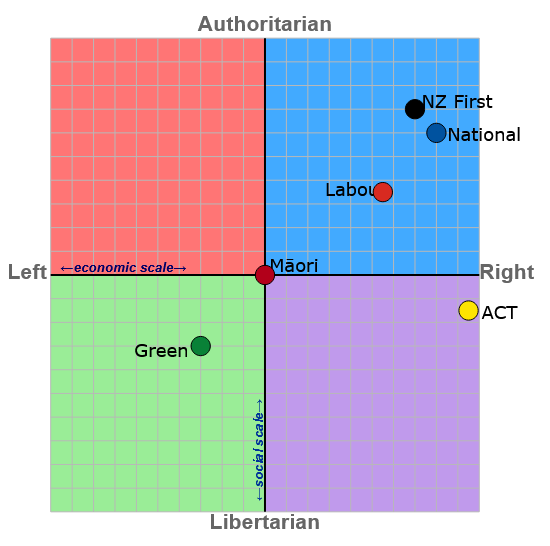 Authoritarian
NZ First
National
Labou
Māori
←economic scale→
Left
Right
ACT
Green
←social scale→
Libertarian